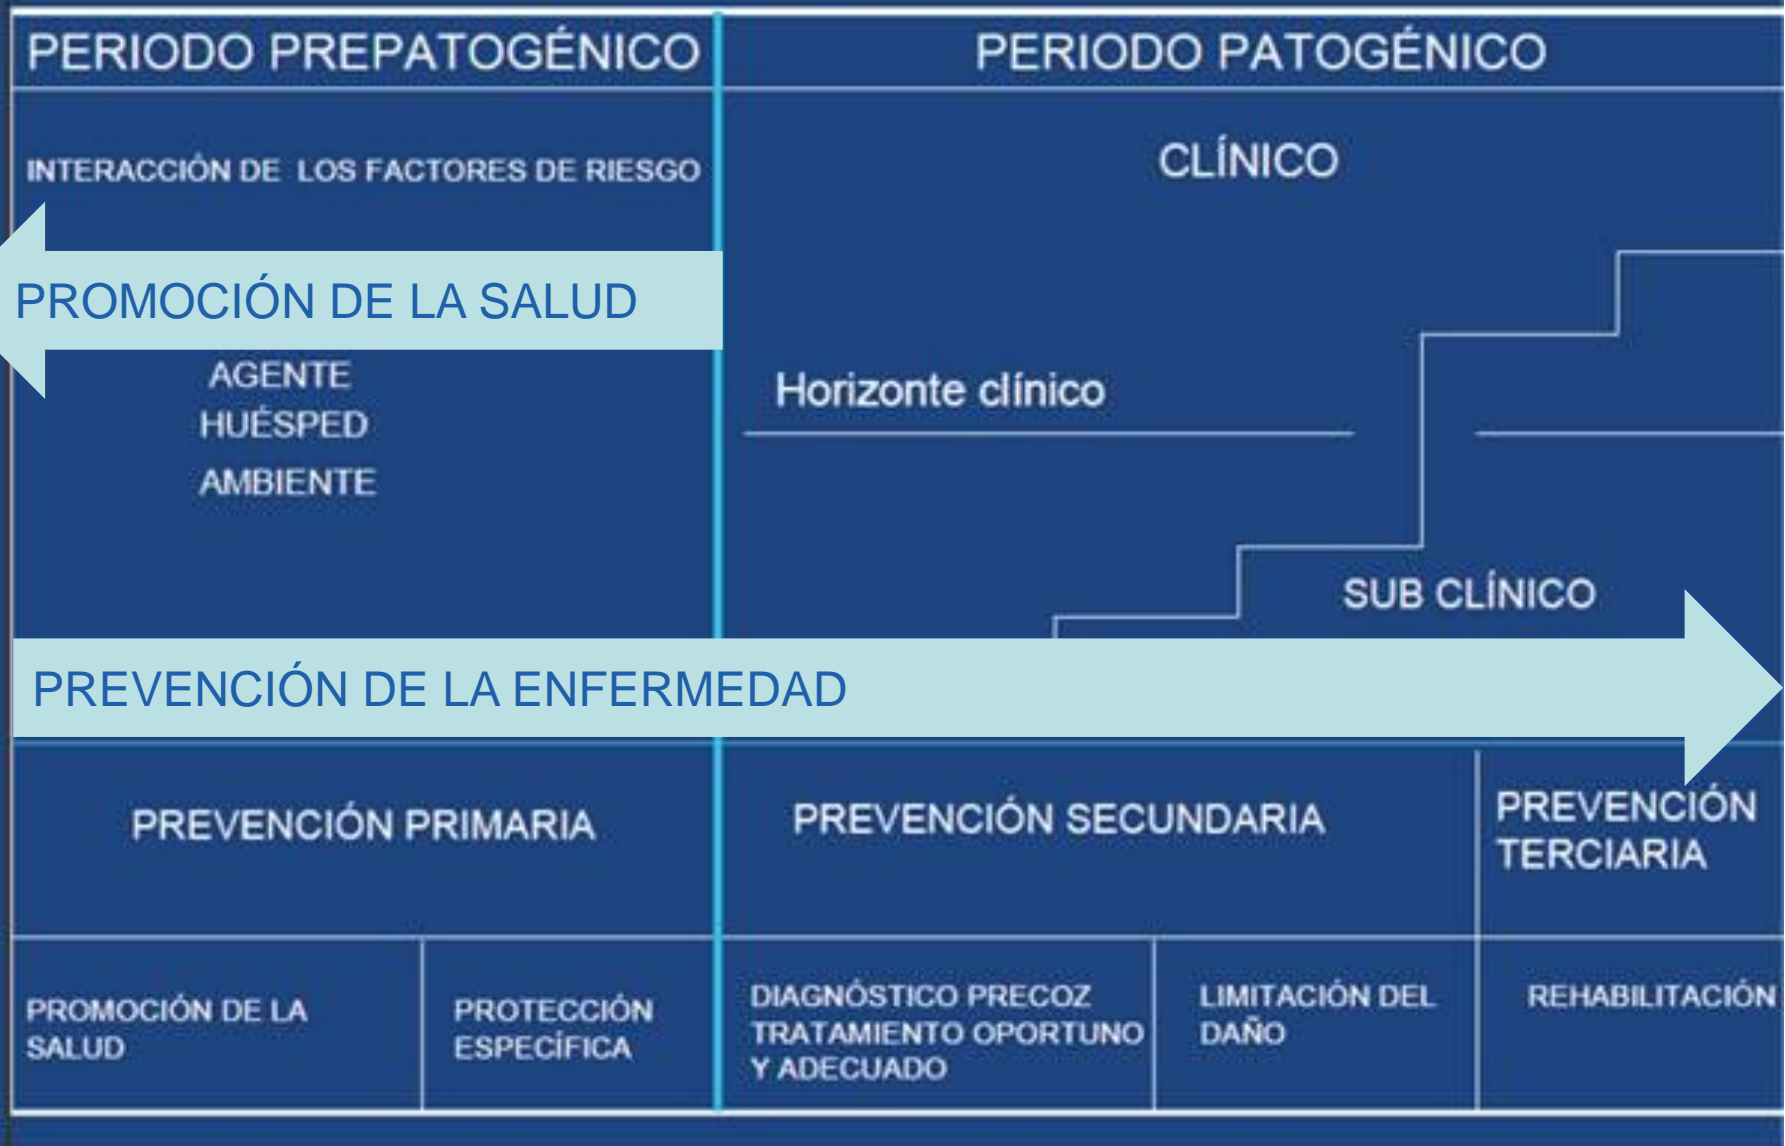 PERIODO PREPATOGÉNICO
PERIODO PATOGÉNICO
INTERACCIÓN DE LOS FACTORES DE RIESGO
CLÍNICO
PROMOCIÓN DE LA SALUD
AGENTE
HUÉSPED
AMBIENTE
Horizonte clínico
SUB CLÍNICO
PREVENCIÓN DE LA ENFERMEDAD
PREVENCIÓN PRIMARIA
PREVENCIÓN SECUNDARIA
PREVENCIÓN
TERCIARIA
PROMOCIÓN DE LA
SALUD
PROTECCIÓN
ESPECÍFICA
DIAGNÓSTICO PRECOZ
TRATAMIENTO OPORTUNO
Y ADECUADO
LIMITACIÓN DEL
DAÑO
REHABILITACIÓN